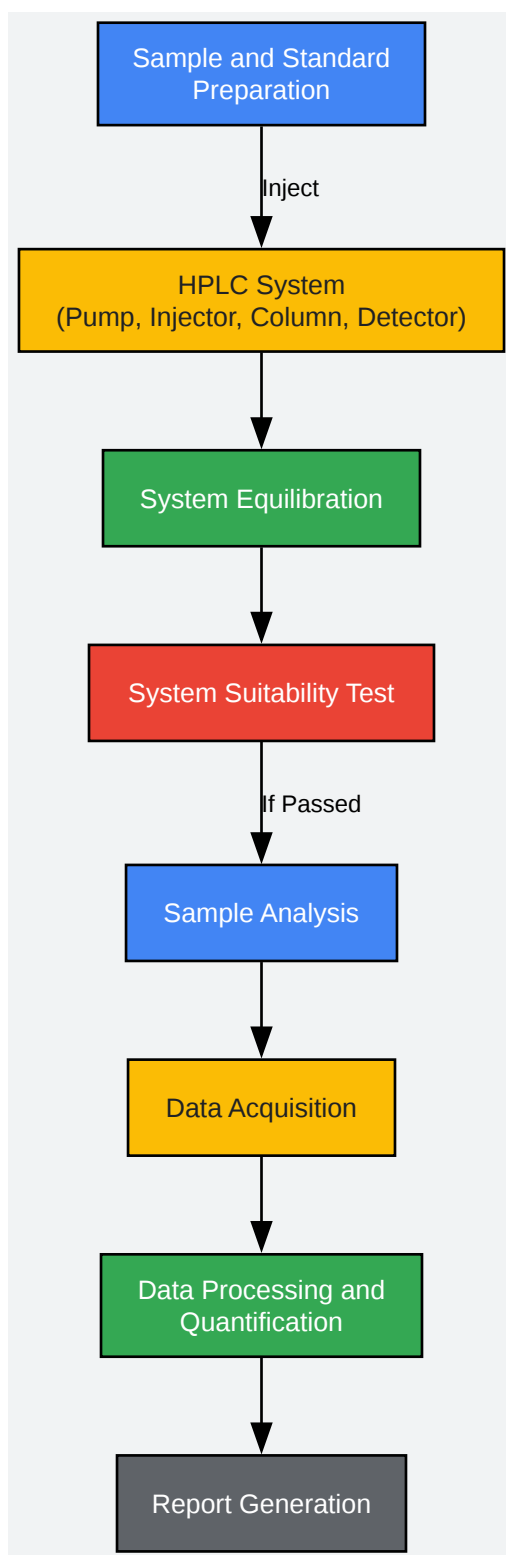 Sample and Standard
Preparation
Inject
HPLC System
(Pump, Injector, Column, Detector)
System Equilibration
System Suitability Test
If Passed
Sample Analysis
Data Acquisition
Data Processing and
Quantification
Report Generation